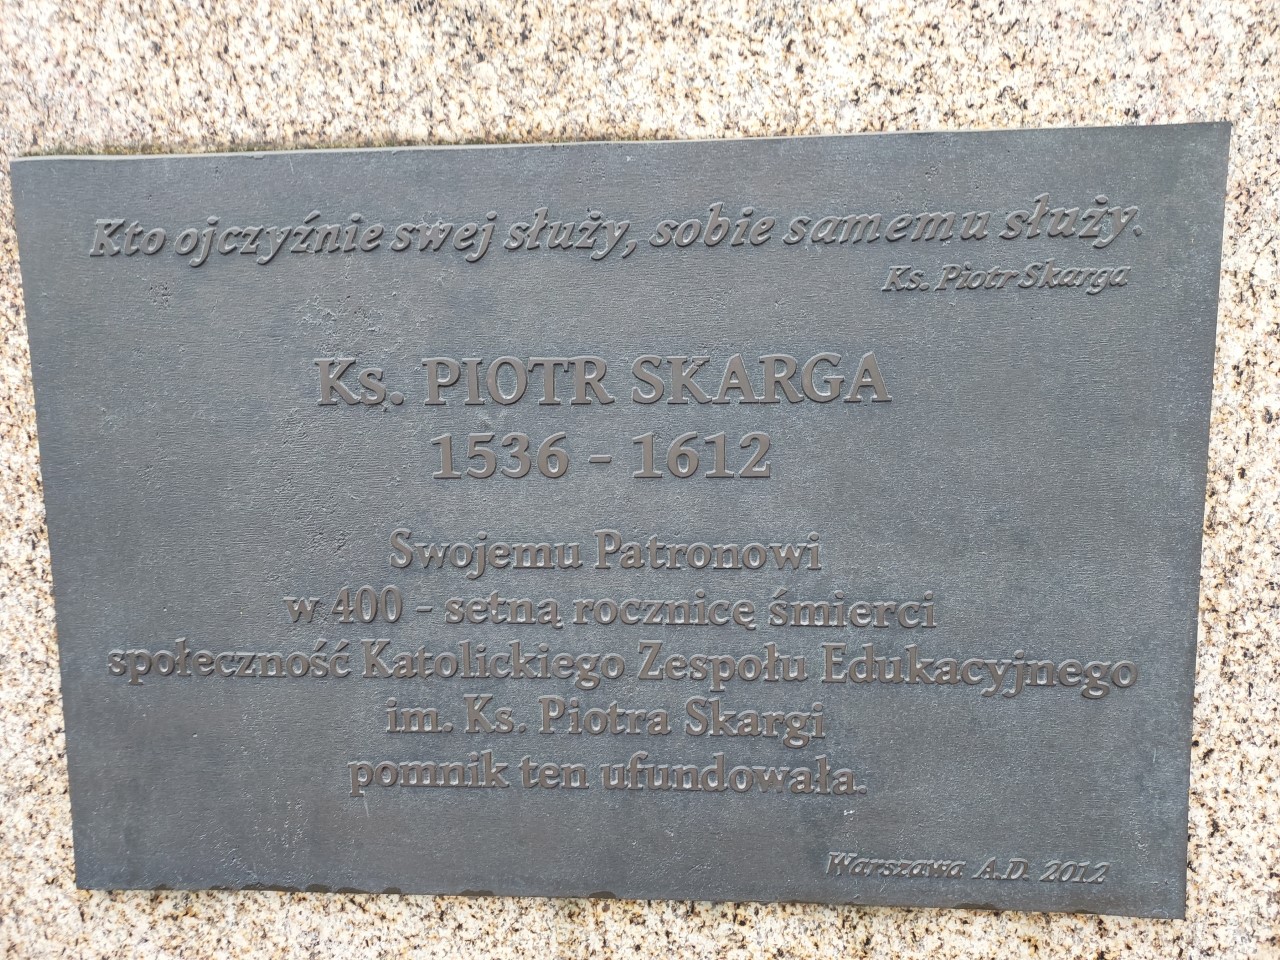 Kto ojczyźnie swej służy, sobie samemu służy.
Ks. Piotr Skarga
Ks. PIOTR SKARGA
1536 - 1612
Swojemu Patronowi
w 400 - setną rocznicę śmierci
społeczność Katolickiego Zespołu Edukacyjnego
im. Ks. Piotra Skargi
pomnik ten ufundowała.
Warszawa A.D. 2012